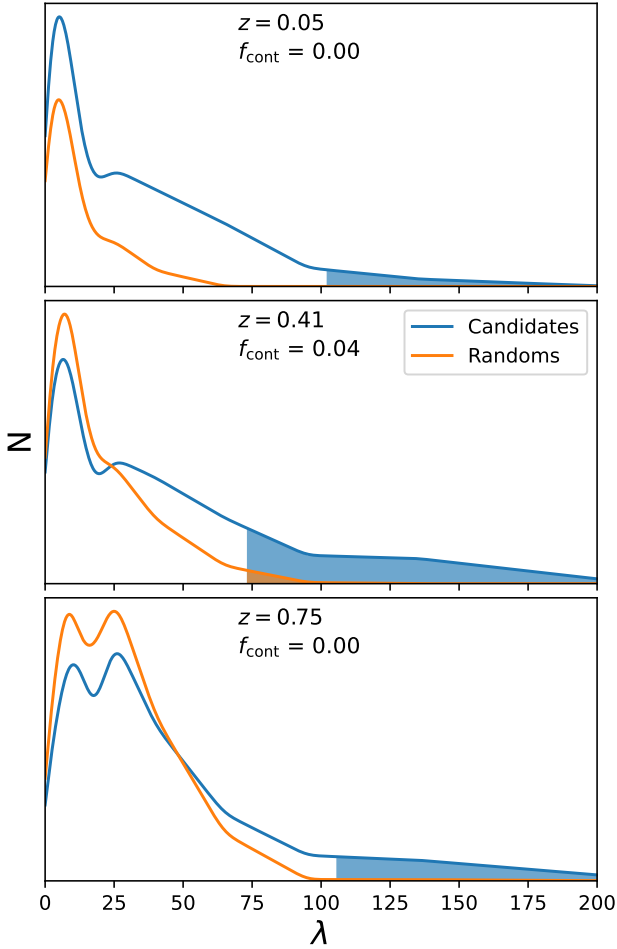 z = 0.05
f_cont = 0.00
z = 0.41
f_cont = 0.04
Candidates
Randoms
N
z = 0.75
f_cont = 0.00
0 25 50 75 100 125 150 175 200
λ